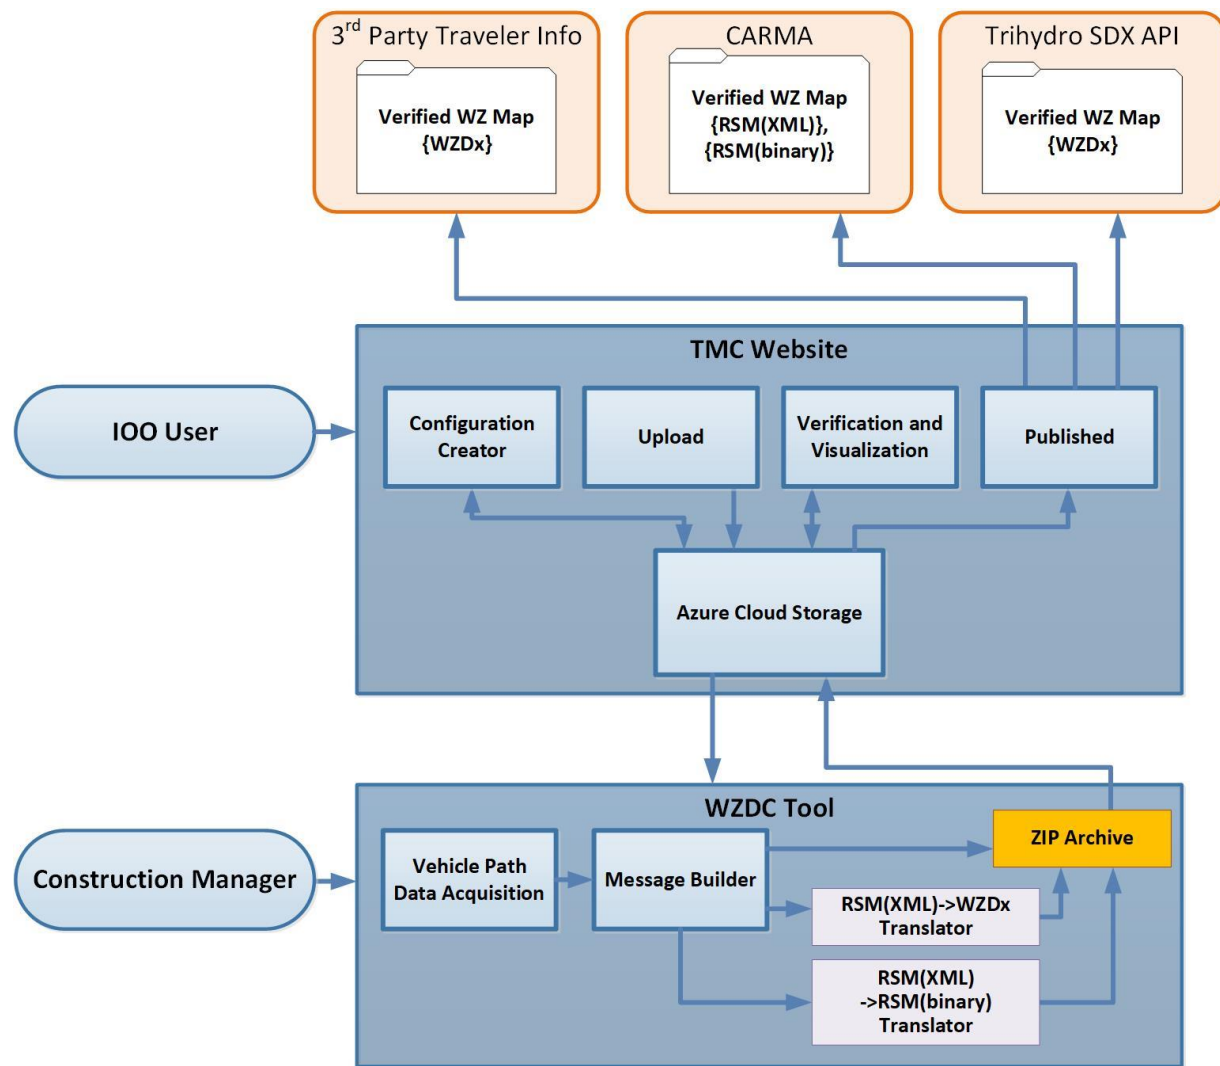 3rd Party Traveler Info
Verified WZ Map
{WZDx}
CARMA
Verified WZ Map
{RSM(XML)},
{RSM(binary)}
Trihydro SDX API
Verified WZ Map
{WZDx}
TMC Website
IOO User
Configuration
Creator
Upload
Verification and
Visualization
Published
Azure Cloud Storage
WZDC Tool
Construction Manager
Vehicle Path
Data Acquisition
Message Builder
ZIP Archive
RSM(XML)->WZDx
Translator
RSM(XML)
->RSM(binary)
Translator